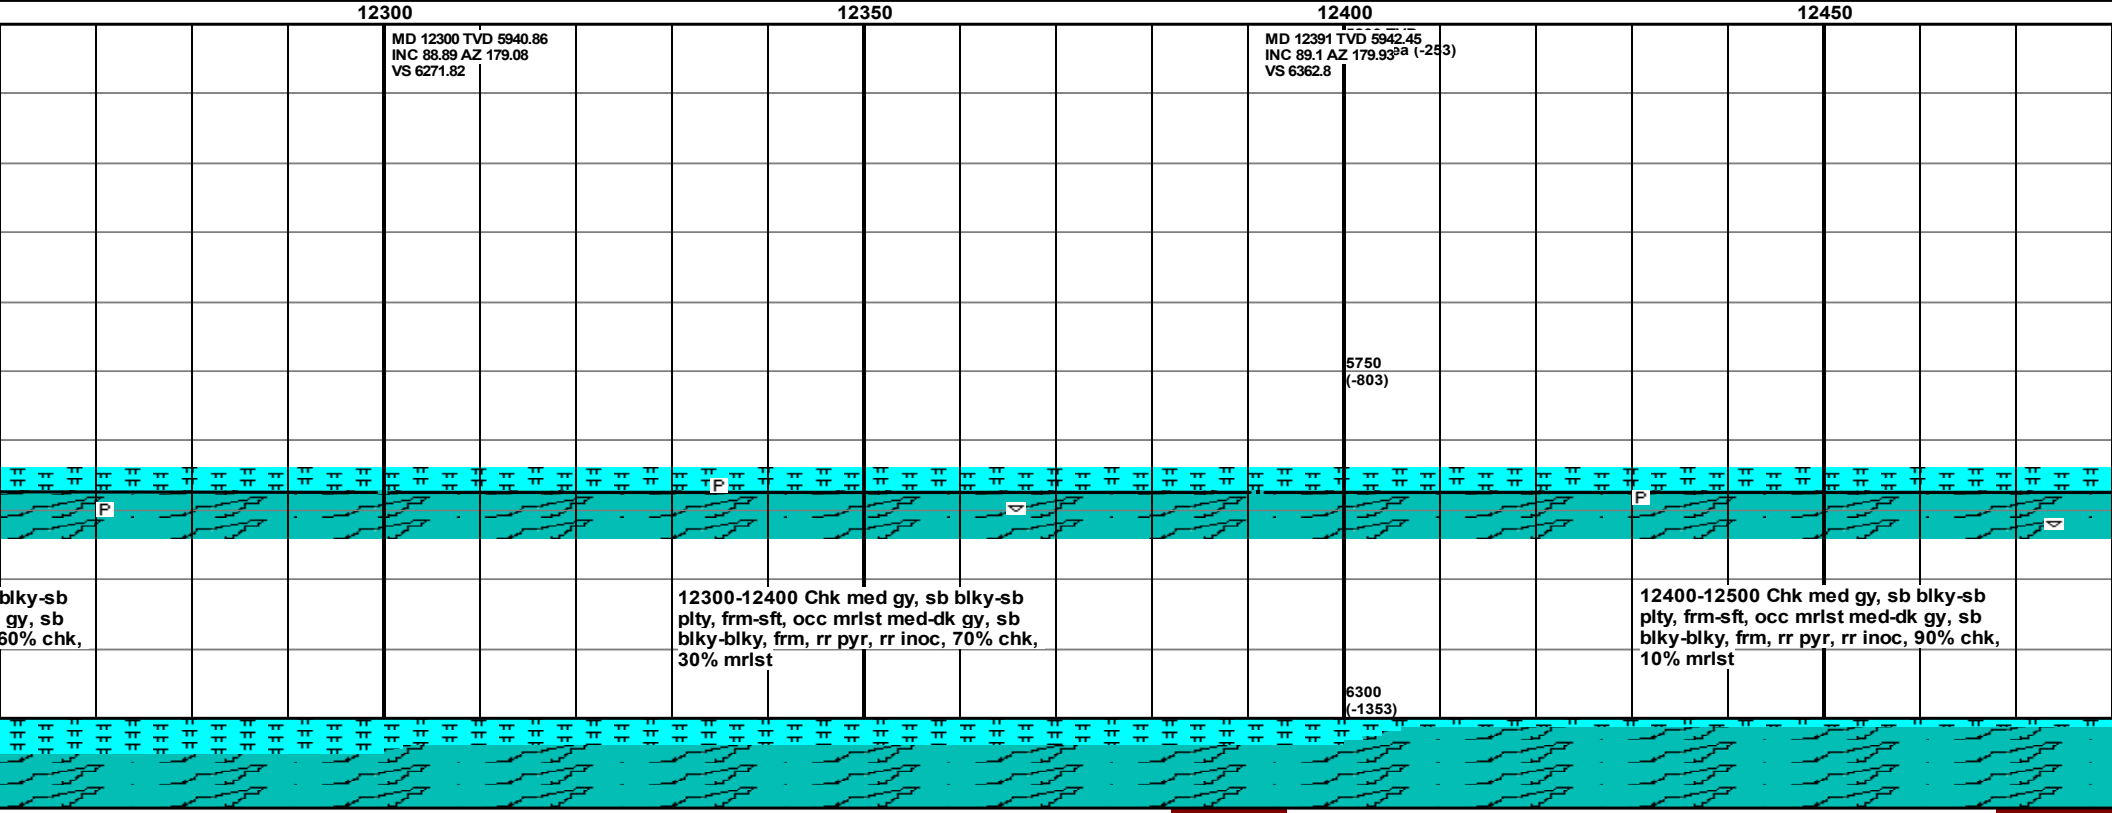 12300 12350 12400 12450
MD 12300 TVD 5940.86
INC 88.89 AZ 179.08
VS 6271.82
MD 12391 TVD 5942.45
INC 89.1 AZ 179.93
VS 6362.8
(-253)
5750
(-803)
P
P
P
blky-sb
gy, sb
60% chk,
12300-12400 Chk med gy, sb blky-sb
plty, frm-sft, occ mrlst med-dk gy, sb
blky-blky, frm, rr pyr, rr inoc, 70% chk,
30% mrlst
12400-12500 Chk med gy, sb blky-sb
plty, frm-sft, occ mrlst med-dk gy, sb
blky-blky, frm, rr pyr, rr inoc, 90% chk,
10% mrlst
6300
(-1353)